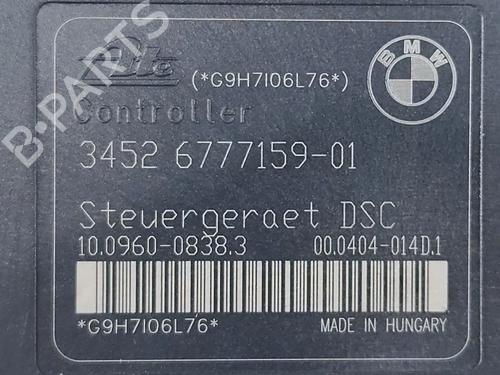 Ate (*G9H7I06L76*)
BMW
Controller
3452 6777159-01
Steuergeraet DSC
10.0960-0838.3 00.0404-014D.1
*G9H7I06L76* MADE IN HUNGARY
B-PARTS